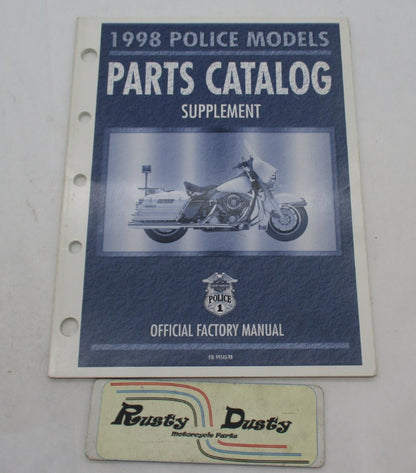 1998 POLICE MODELS
PARTS CATALOG
SUPPLEMENT
POLICE
1
OFFICIAL FACTORY MANUAL
Rusty Dusty
Motorcycle Parts